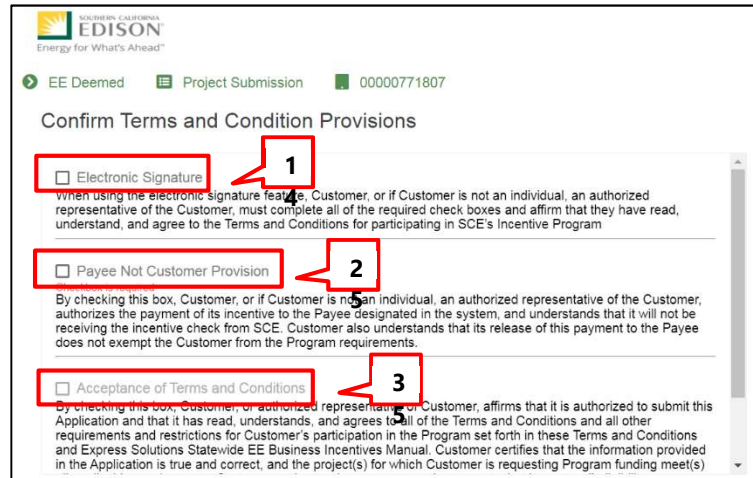 SOUTHERN CALIFORNIA
EDISON
Energy for What's Ahead
EE Deemed Project Submission 00000771807
Confirm Terms and Condition Provisions
Electronic Signature
1
4
When using the electronic signature feature, Customer, or if Customer is not an individual, an authorized
representative of the Customer, must complete all of the required check boxes and affirm that they have read,
understand, and agree to the Terms and Conditions for participating in SCE's Incentive Program
Payee Not Customer Provision
2
5
Checkbox is required
By checking this box, Customer, or if Customer is not an individual, an authorized representative of the Customer,
authorizes the payment of its incentive to the Payee designated in the system, and understands that it will not be
receiving the incentive check from SCE. Customer also understands that its release of this payment to the Payee
does not exempt the Customer from the Program requirements.
Acceptance of Terms and Conditions
3
5
By checking this box, Customer, or authorized representative of Customer, affirms that it is authorized to submit this
Application and that it has read, understands, and agrees to all of the Terms and Conditions and all other
requirements and restrictions for Customer's participation in the Program set forth in these Terms and Conditions
and Express Solutions Statewide EE Business Incentives Manual. Customer certifies that the information provided
in the Application is true and correct, and the project(s) for which Customer is requesting Program funding meet(s)